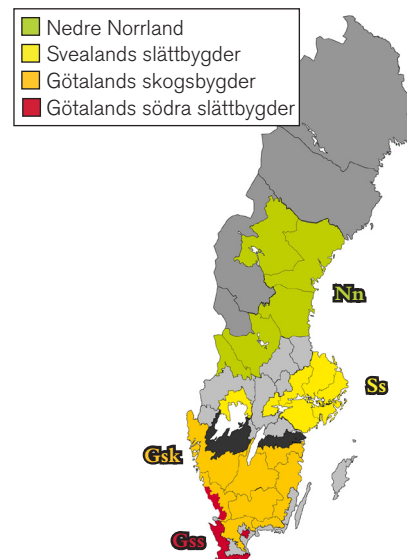 Nedre Norrland
Svealands slättbygder
Götalands skogsbygder
Götalands södra slättbygder
Nn
Ss
Gsk
Gss